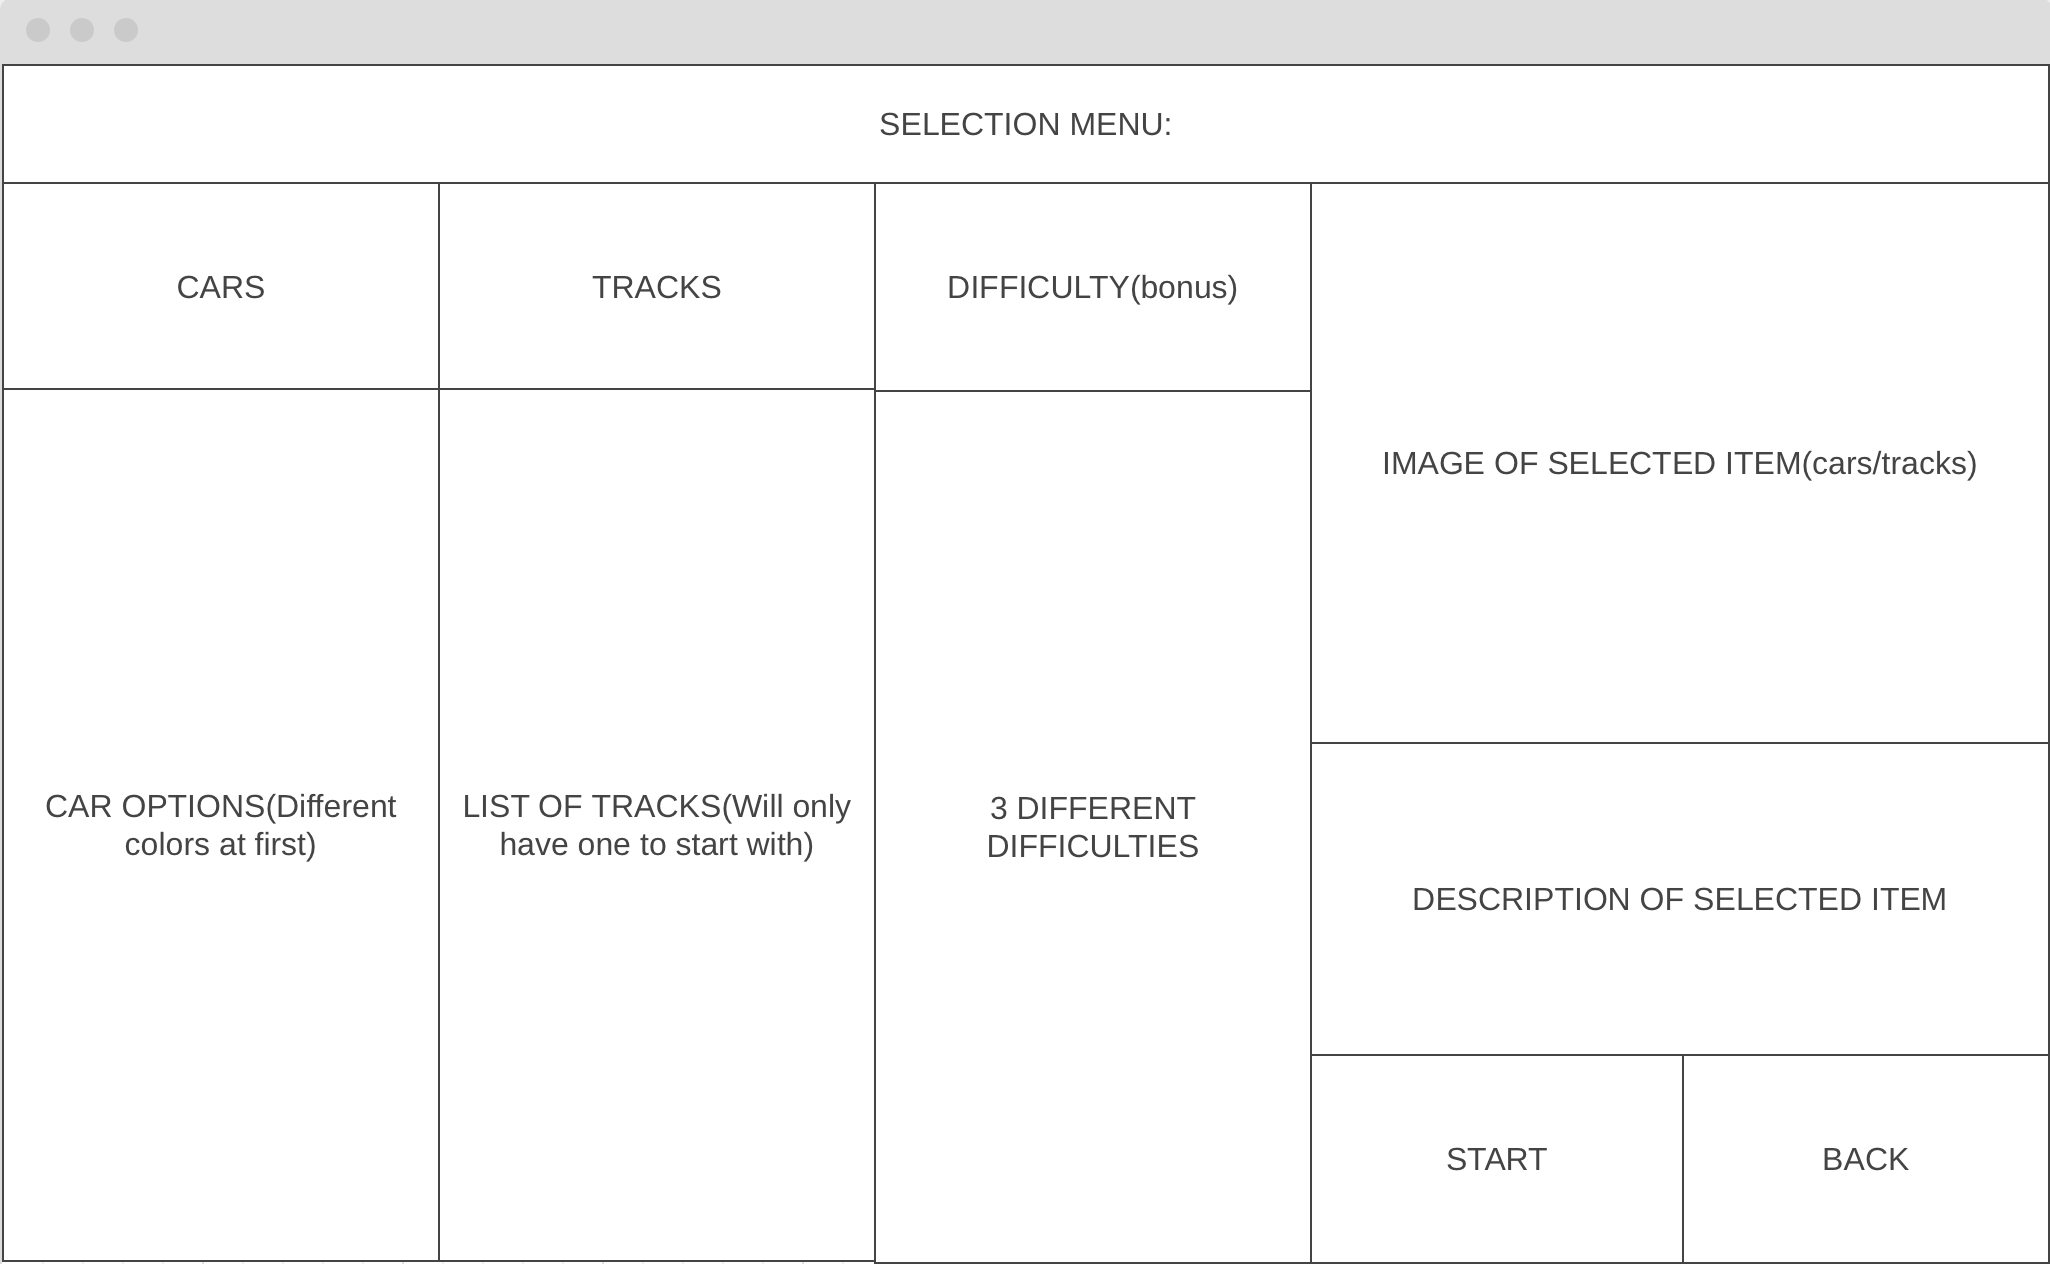 SELECTION MENU:
CARS
TRACKS
DIFFICULTY(bonus)
IMAGE OF SELECTED ITEM(cars/tracks)
CAR OPTIONS(Different
colors at first)
LIST OF TRACKS(Will only
have one to start with)
3 DIFFERENT
DIFFICULTIES
DESCRIPTION OF SELECTED ITEM
START
BACK